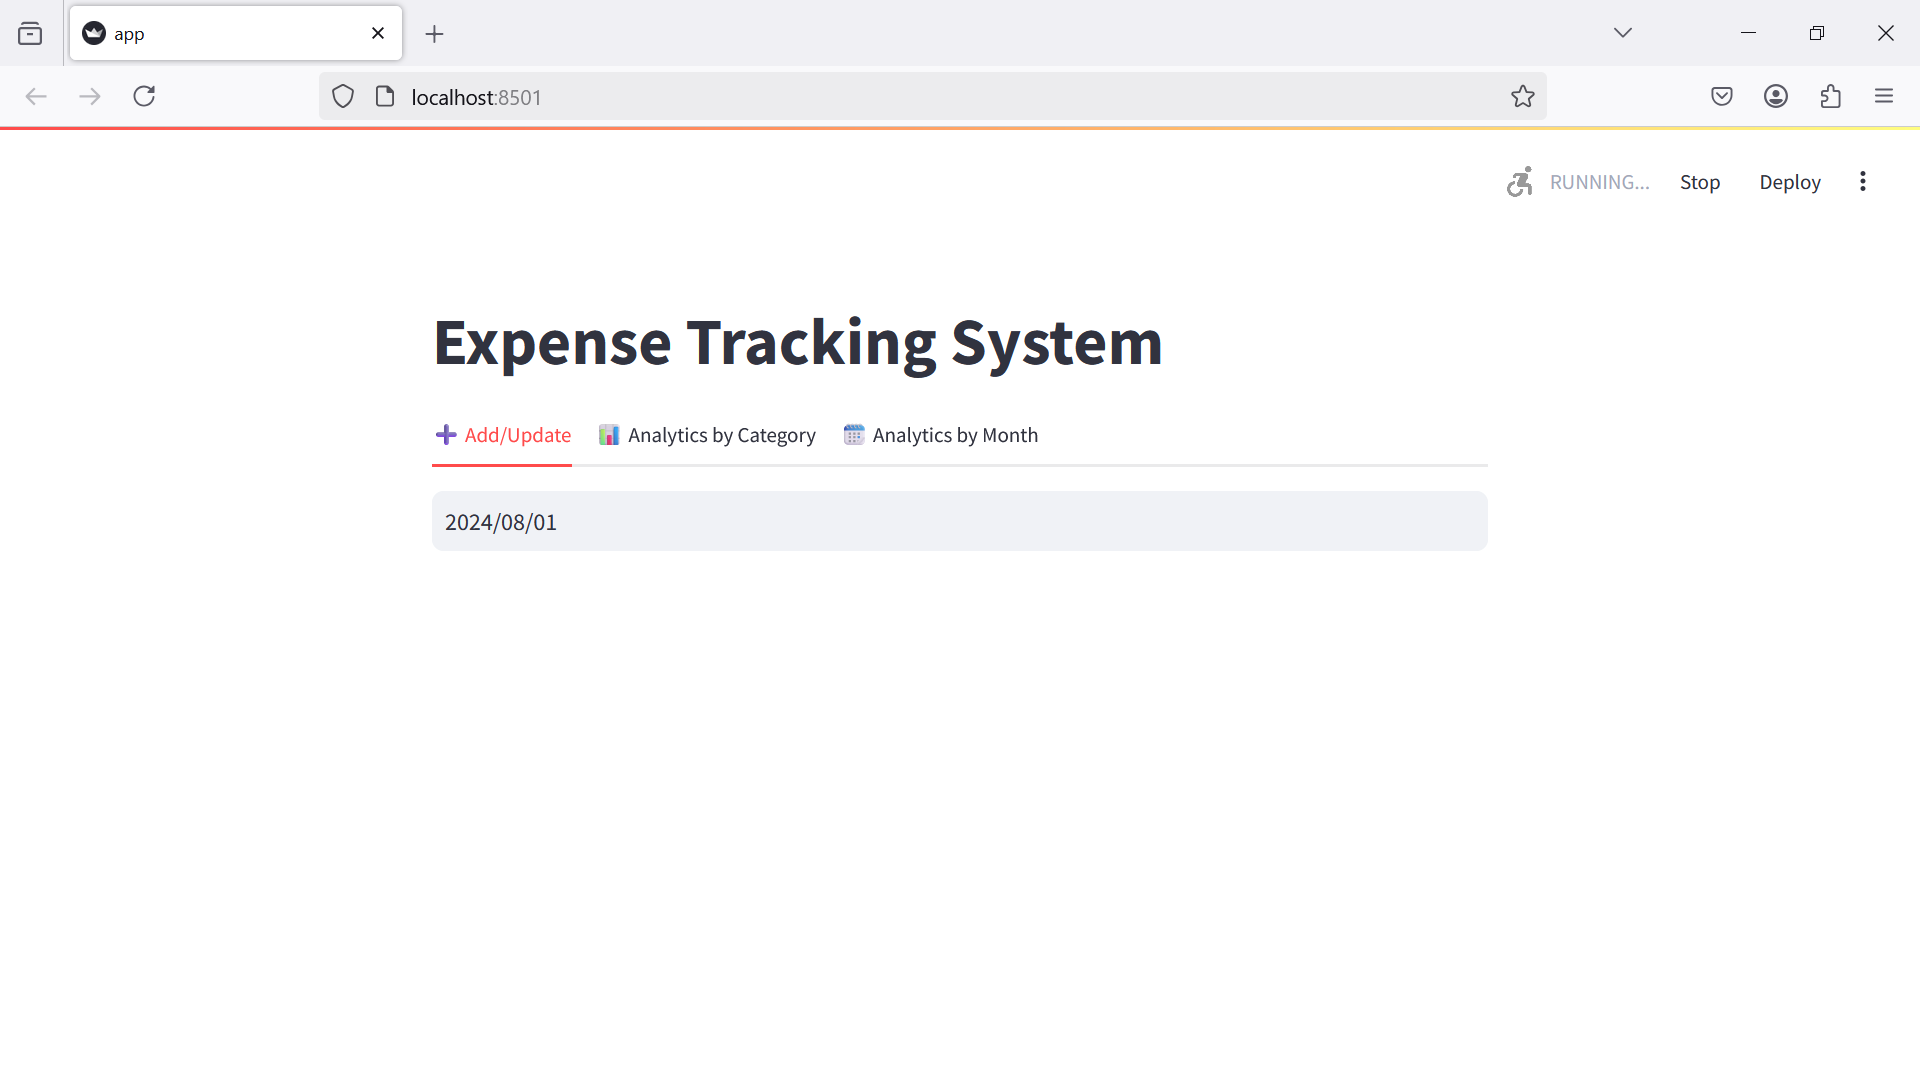 app
localhost:8501
RUNNING... Stop Deploy
Expense Tracking System
Add/Update Analytics by Category Analytics by Month
2024/08/01